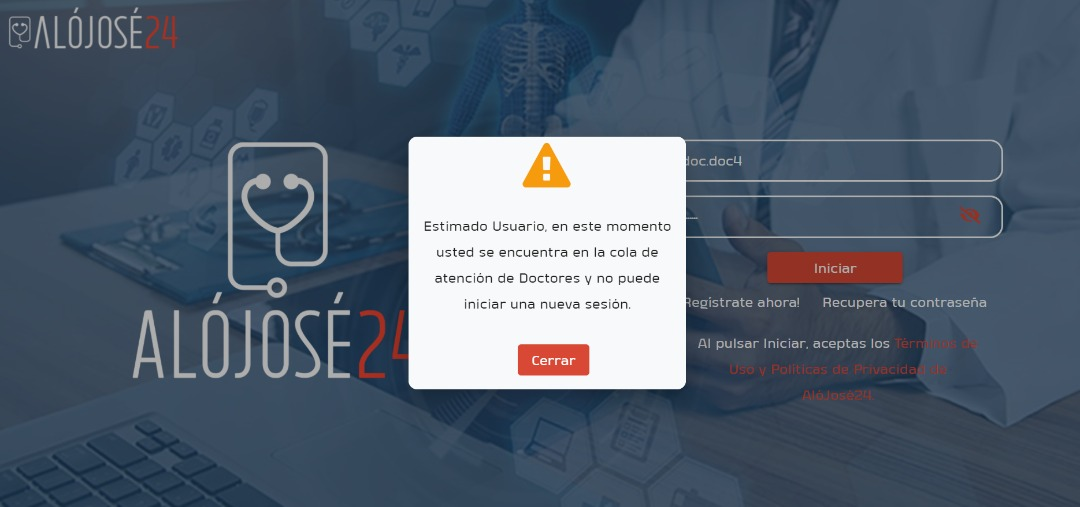 ALÓJOSÉ24
ALÓJOSÉ24
Estimado Usuario, en este momento
usted se encuentra en la cola de
atención de Doctores y no puede
iniciar una nueva sesión.
Cerrar
doc.doc4
Iniciar
Registrate ahora! Recupera tu contraseña
Al pulsar Iniciar, aceptas los Términos de
Uso y Políticas de Privacidad de
AlóJosé24.